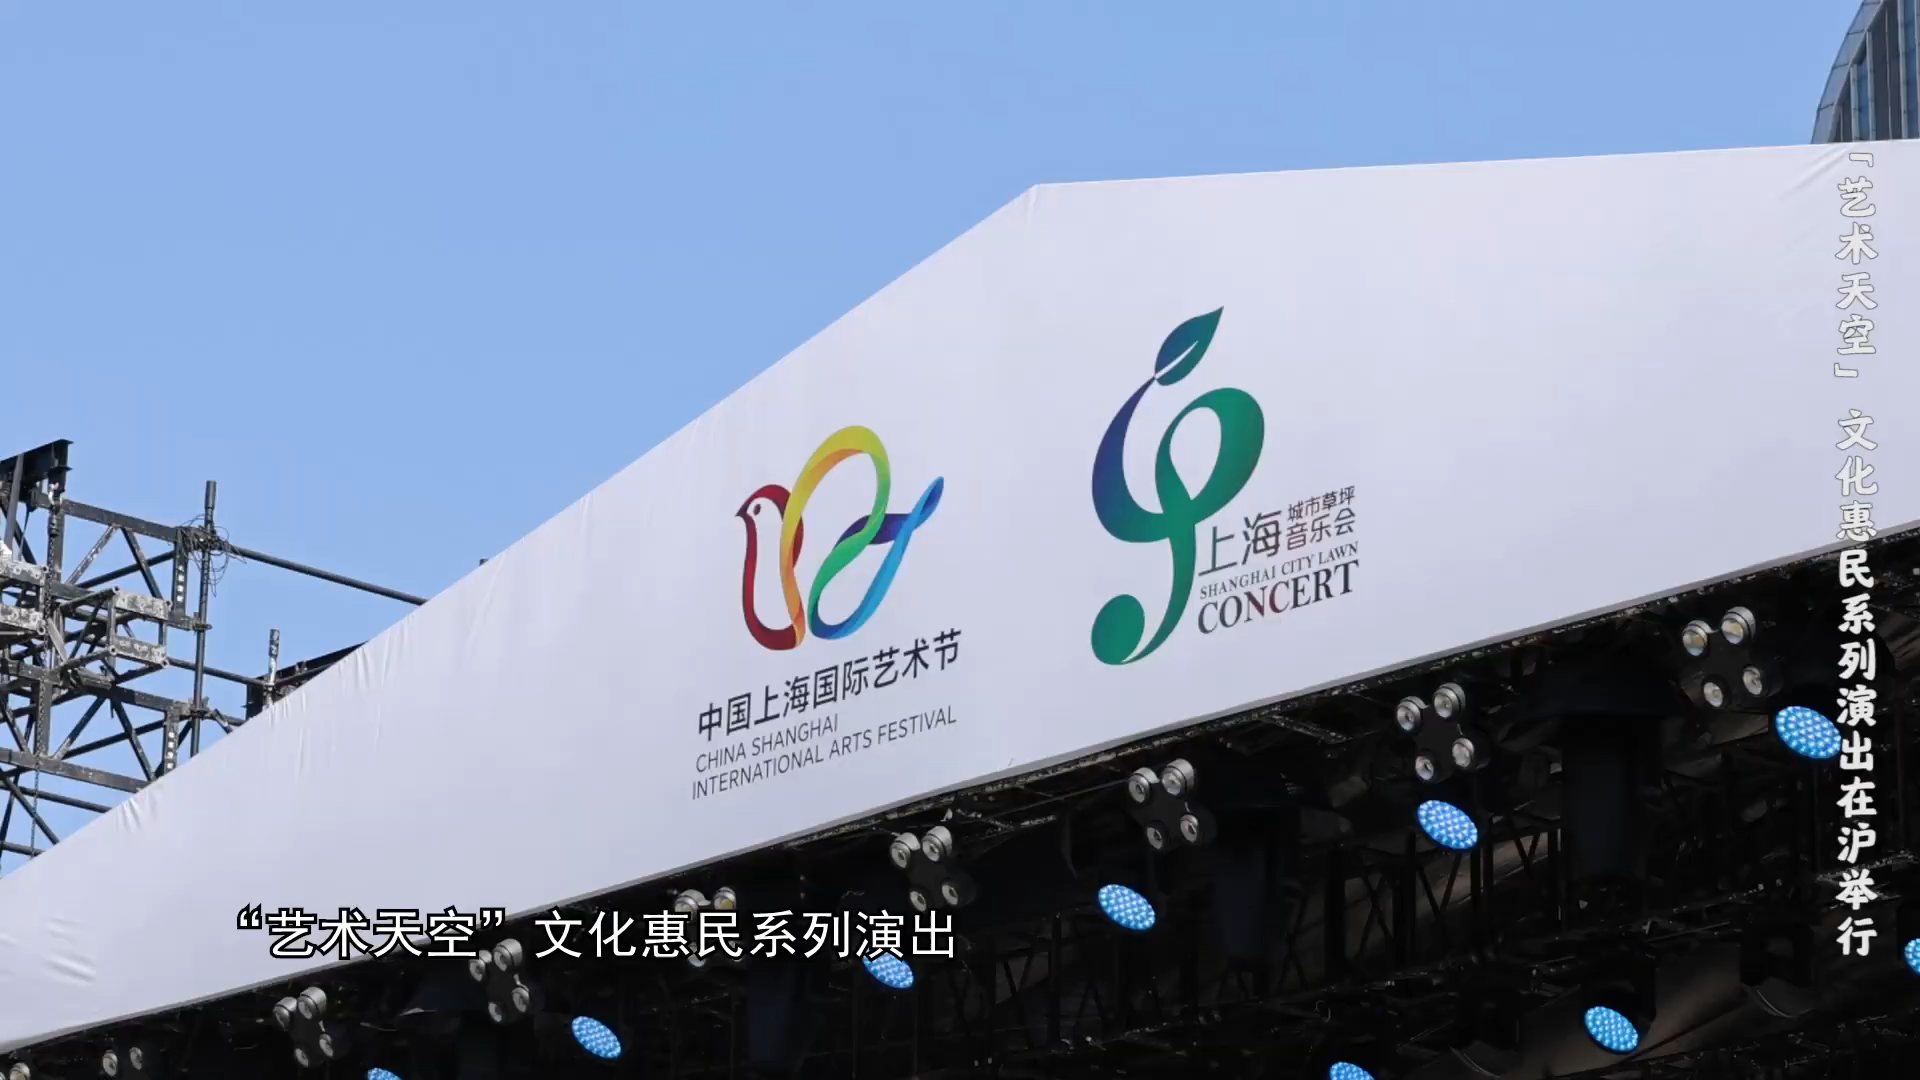 中国上海国际艺术节
CHINA SHANGHAI
INTERNATIONAL ARTS FESTIVAL
上海城市草坪
音乐会
SHANGHAI CITY LAWN
CONCERT
「艺术天空」文化惠民系列演出在沪举行
“艺术天空”文化惠民系列演出